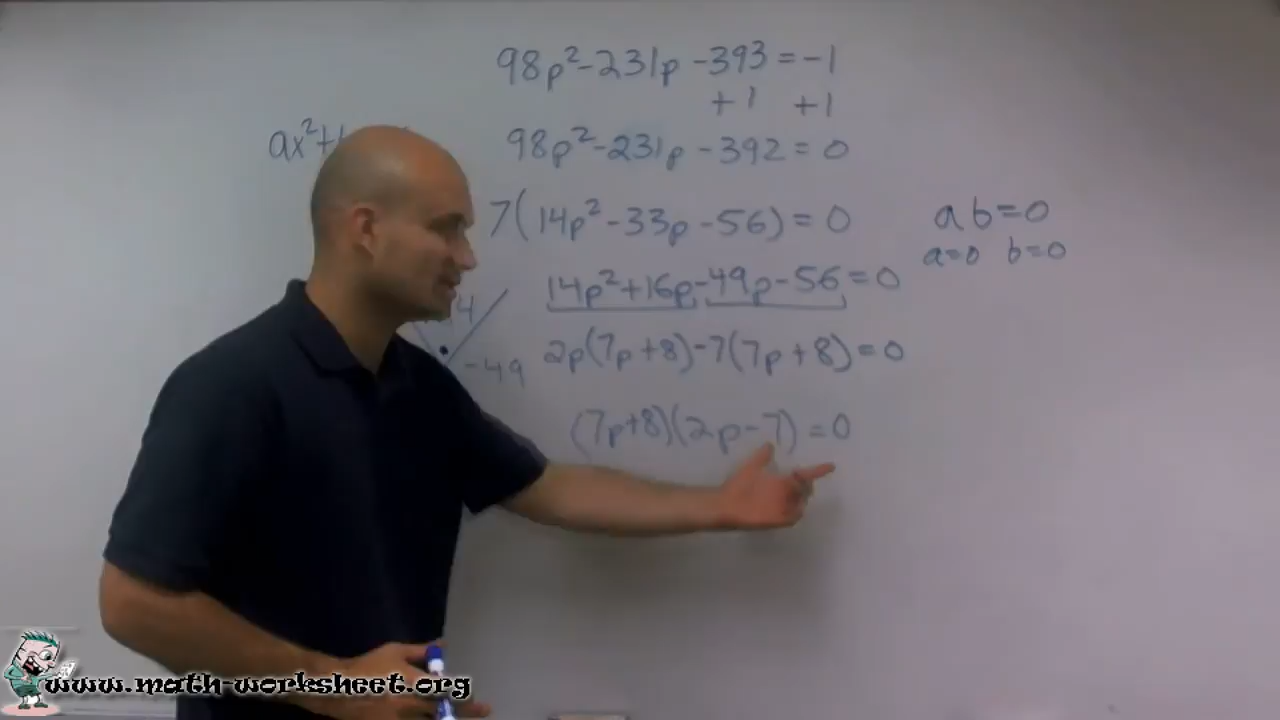 98p²-231p -393 = -1
+1 +1
ax²+
98p²-231p -392 = 0
7(14p²-33p-56) = 0
ab=0
a=0 b=0
14p²+16p-49p-56=0
4
-49
2p(7p+8)-7(7p+8)=0
(7p+8)(2p-7)=0
www.math-worksheet.org